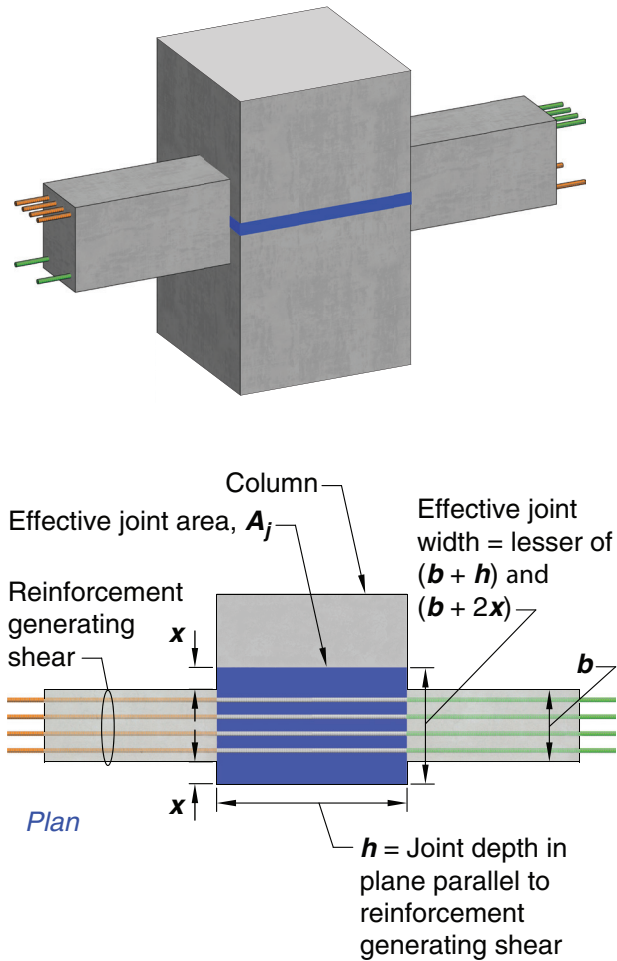 Column
Effective joint area, A_j
Effective joint
width = lesser of
(b + h) and
(b + 2x)
Reinforcement
generating
shear
x
b
x
Plan
h = Joint depth in
plane parallel to
reinforcement
generating shear